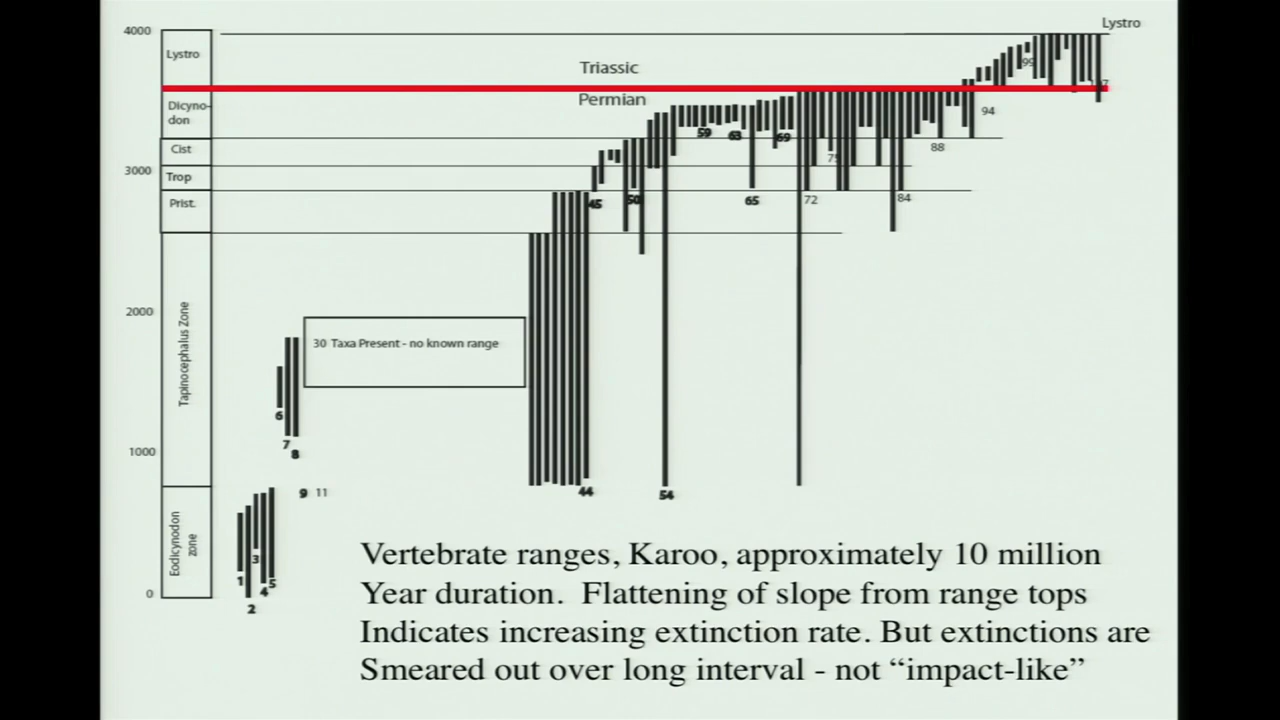 Lystro
4000
Lystro
Triassic
99
Permian
Dicyno-
don
94
59
63
69
88
Cist
3000
Trop
Prist.
45
50
65
72
84
2000
Tapinocephalus Zone
30 Taxa Present - no known range
6
7
8
1000
44
54
9 11
Eodicynodon
zone
3
1
5
4
2
0
Vertebrate ranges, Karoo, approximately 10 million
Year duration. Flattening of slope from range tops
Indicates increasing extinction rate. But extinctions are
Smeared out over long interval - not “impact-like”